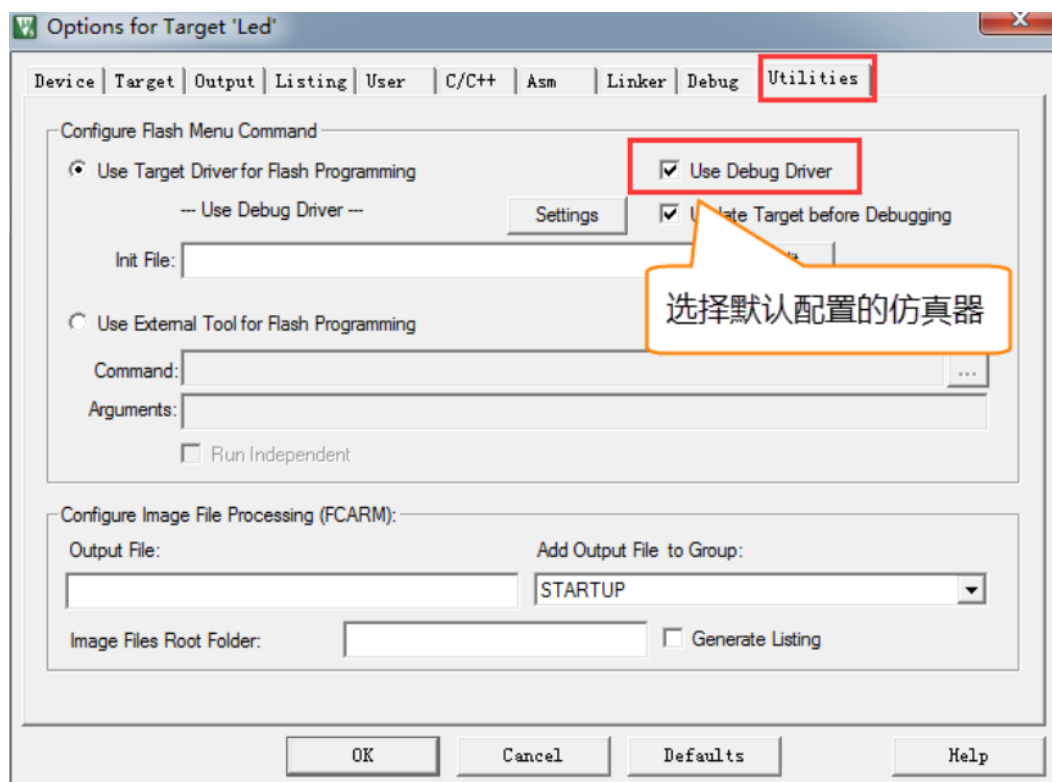 Options for Target 'Led'
Device Target Output Listing User C/C++ Asm Linker Debug Utilities
Configure Flash Menu Command
Use Target Driver for Flash Programming
Use Debug Driver
--- Use Debug Driver ---
Settings
Target before Debugging
Init File:
选择默认配置的仿真器
Use External Tool for Flash Programming
Command:
...
Arguments:
Run Independent
Configure Image File Processing (FCARM):
Output File:
Add Output File to Group:
STARTUP
Image Files Root Folder:
Generate Listing
OK Cancel Defaults Help